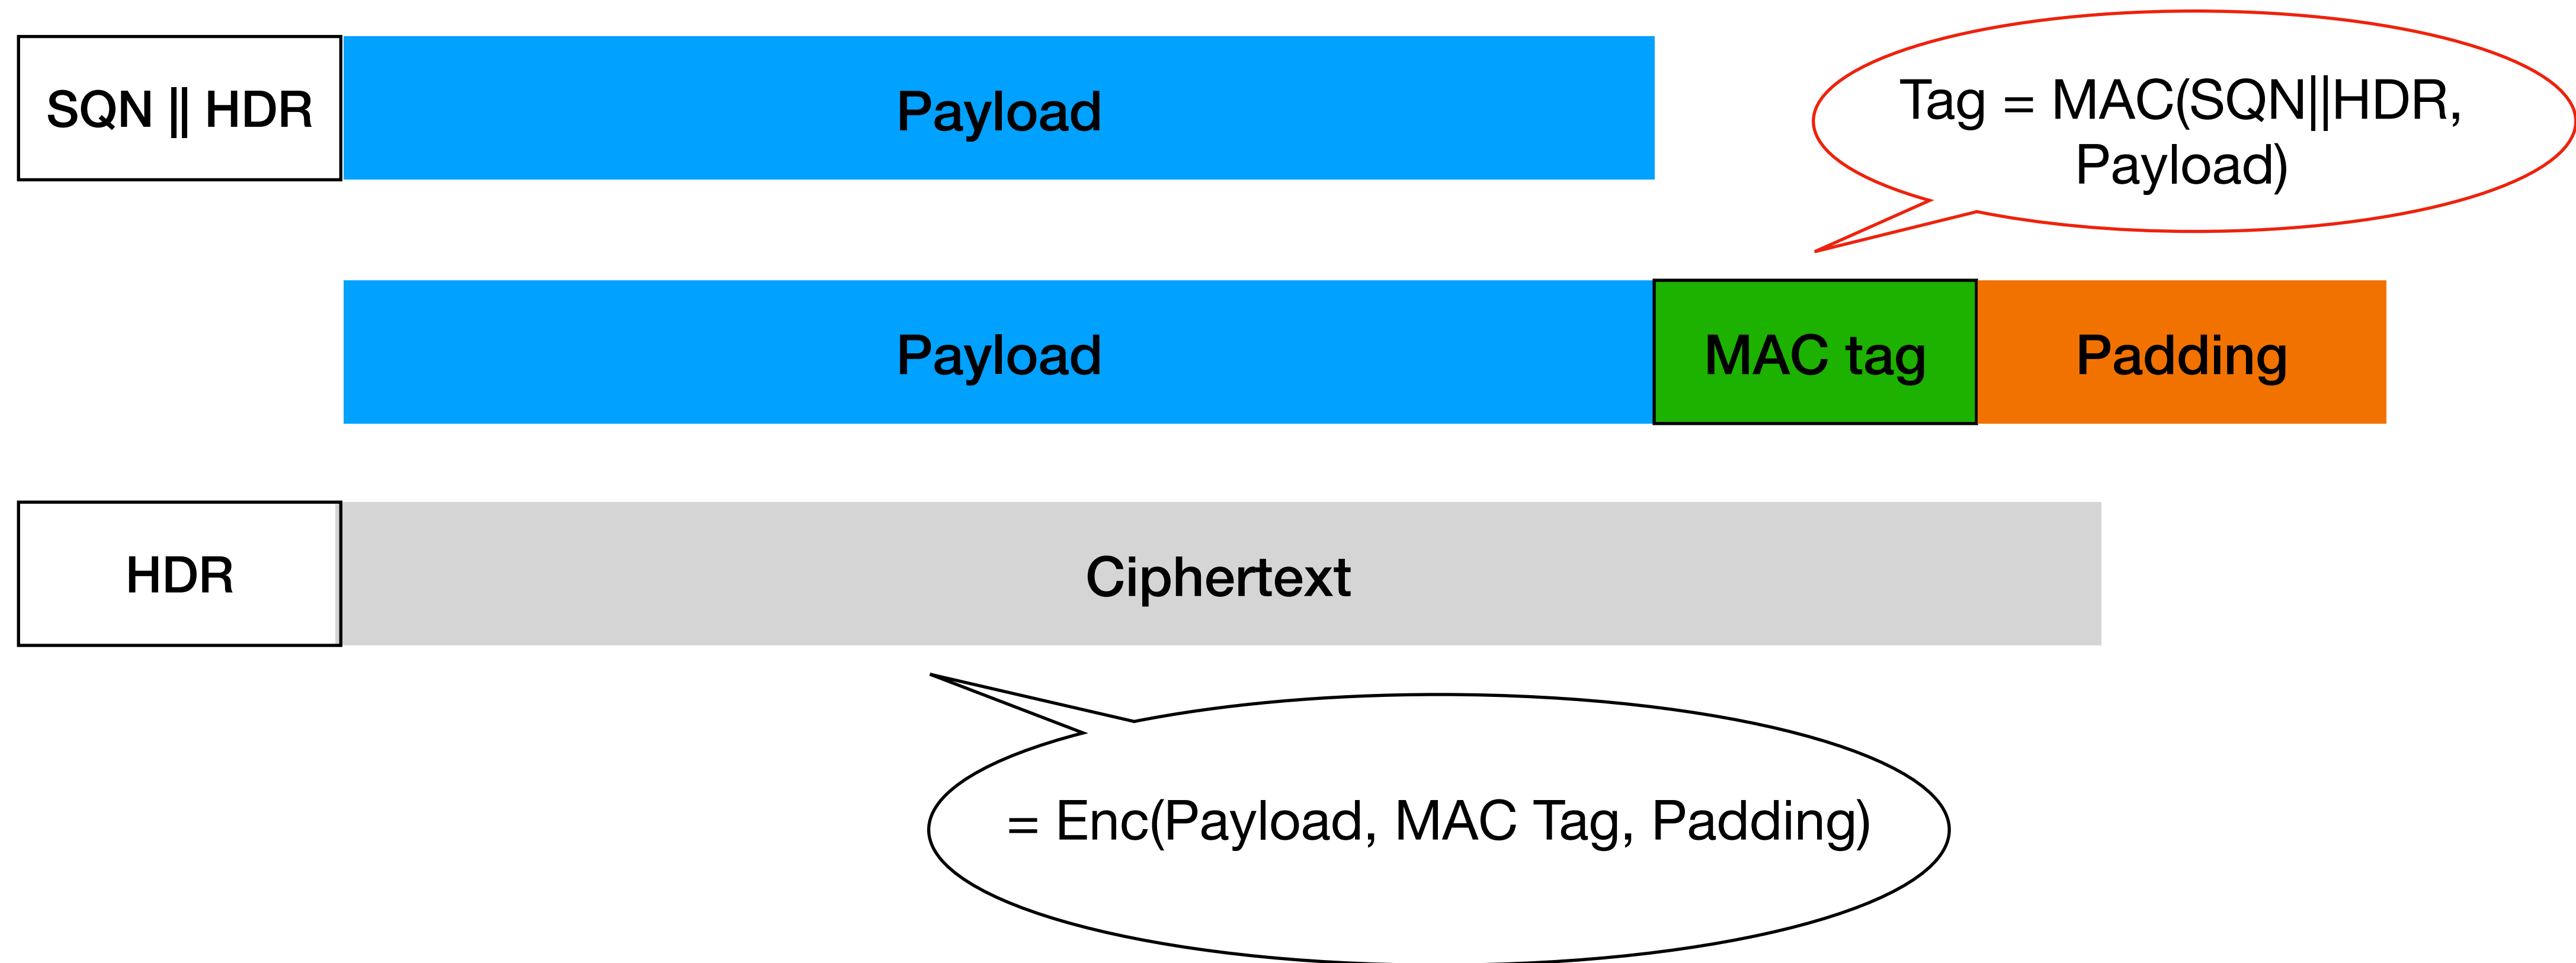 SQN || HDR
Payload
Tag = MAC(SQN||HDR,
Payload)
Payload
MAC tag
Padding
HDR
Ciphertext
= Enc(Payload, MAC Tag, Padding)